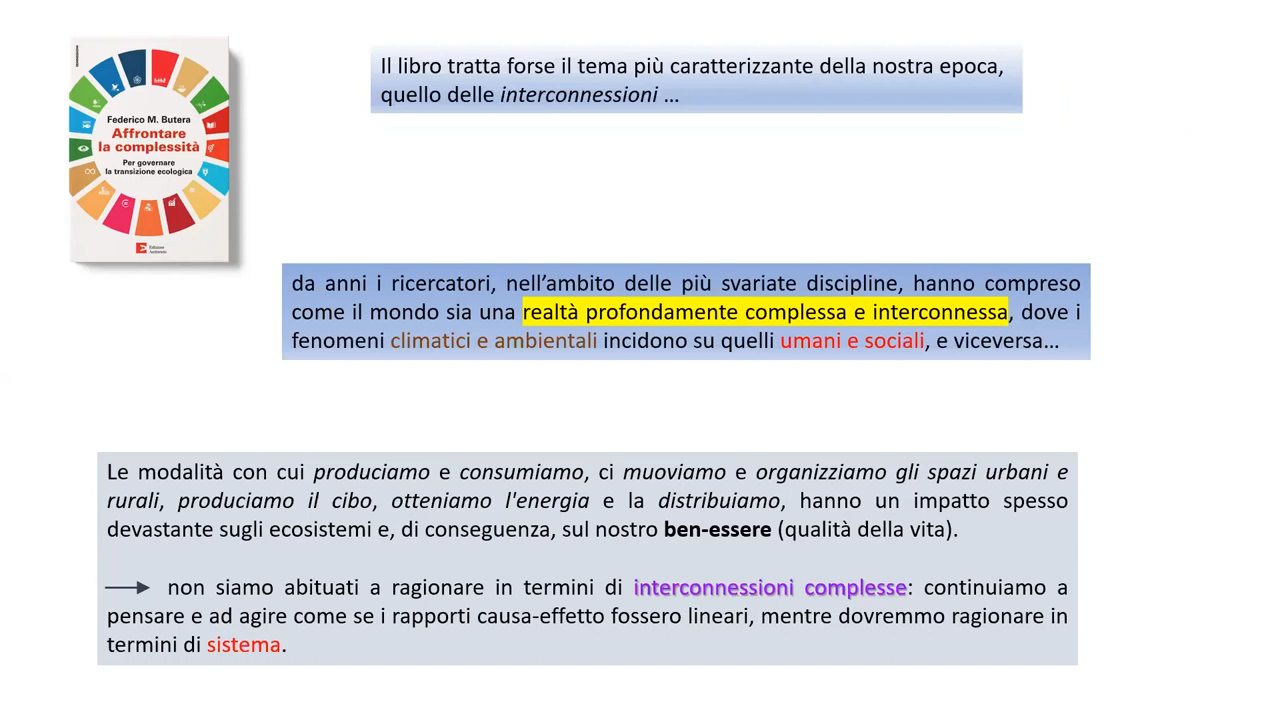 Federico M. Butera
Affrontare
la complessità
Per governare
la transizione ecologica
Edizioni
Ambiente
Il libro tratta forse il tema più caratterizzante della nostra epoca,
quello delle interconnessioni …
da anni i ricercatori, nell’ambito delle più svariate discipline, hanno compreso
come il mondo sia una realtà profondamente complessa e interconnessa, dove i
fenomeni climatici e ambientali incidono su quelli umani e sociali, e viceversa…
Le modalità con cui produciamo e consumiamo, ci muoviamo e organizziamo gli spazi urbani e
rurali, produciamo il cibo, otteniamo l'energia e la distribuiamo, hanno un impatto spesso
devastante sugli ecosistemi e, di conseguenza, sul nostro ben-essere (qualità della vita).
non siamo abituati a ragionare in termini di interconnessioni complesse: continuiamo a
pensare e ad agire come se i rapporti causa-effetto fossero lineari, mentre dovremmo ragionare in
termini di sistema.